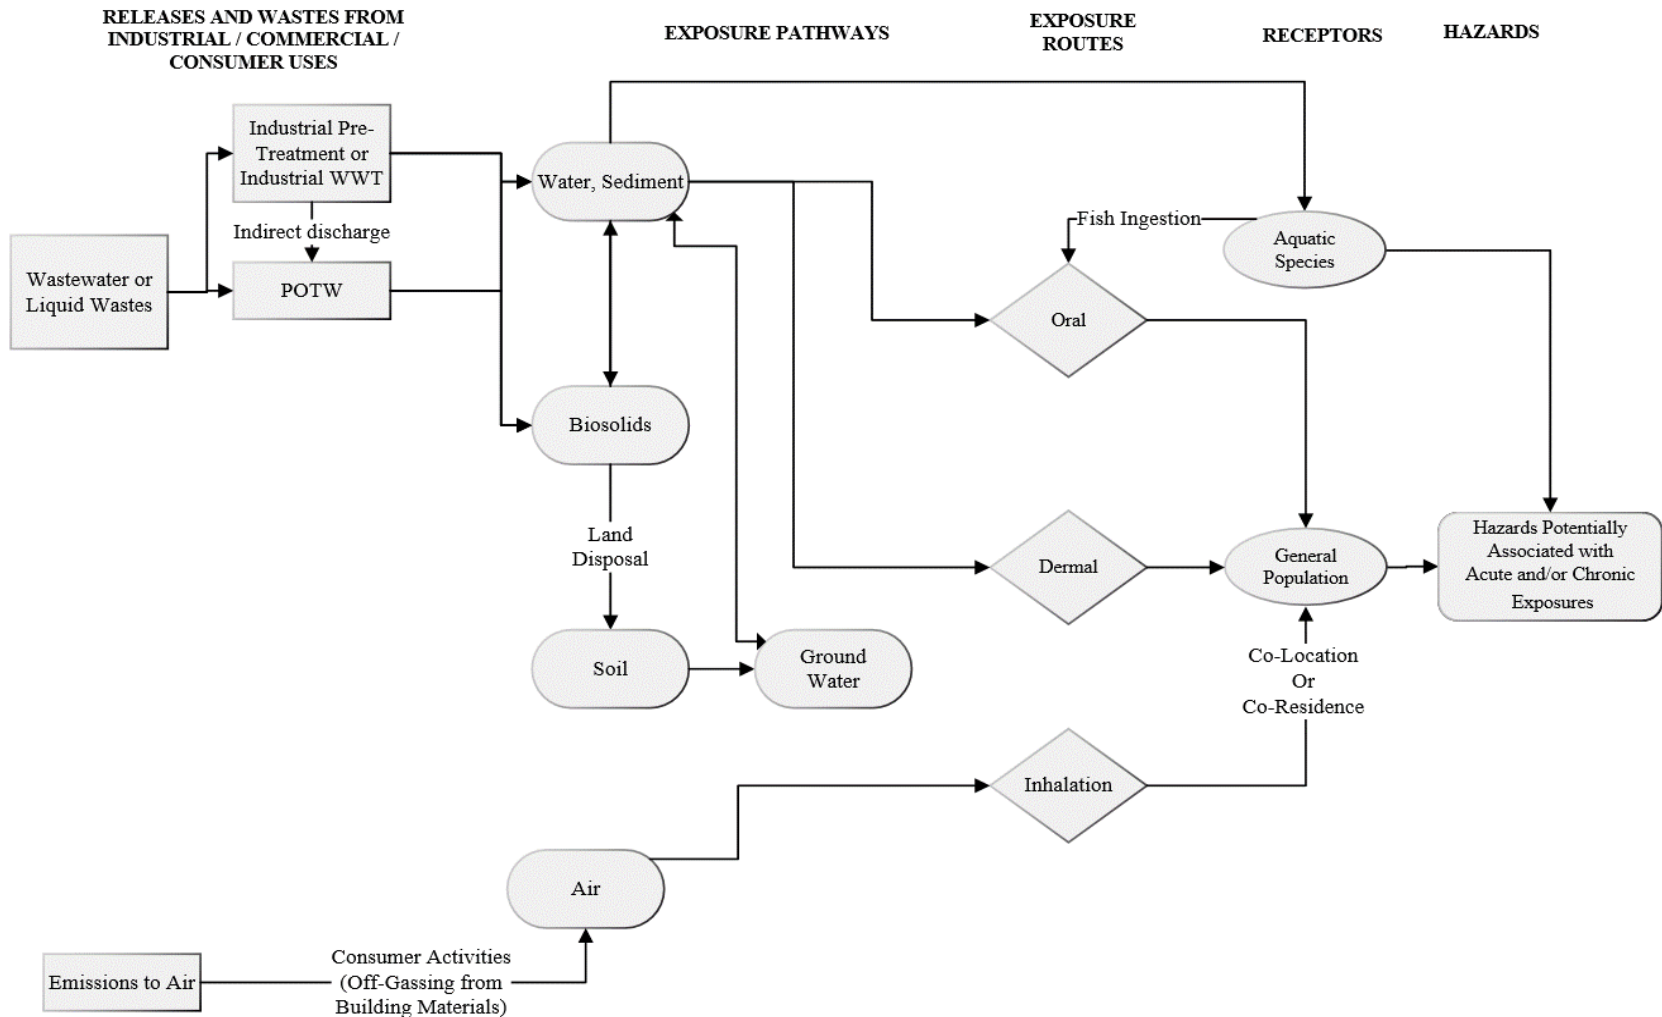 RELEASES AND WASTES FROM
INDUSTRIAL / COMMERCIAL /
CONSUMER USES
EXPOSURE PATHWAYS
EXPOSURE
ROUTES
RECEPTORS
HAZARDS
Industrial Pre-
Treatment or
Industrial WWT
Indirect discharge
Wastewater or
Liquid Wastes
POTW
Water, Sediment
Fish Ingestion
Aquatic
Species
Oral
Biosolids
Land
Disposal
Dermal
General
Population
Hazards Potentially
Associated with
Acute and/or Chronic
Exposures
Soil
Ground
Water
Co-Location
Or
Co-Residence
Inhalation
Air
Emissions to Air
Consumer Activities
(Off-Gassing from
Building Materials)